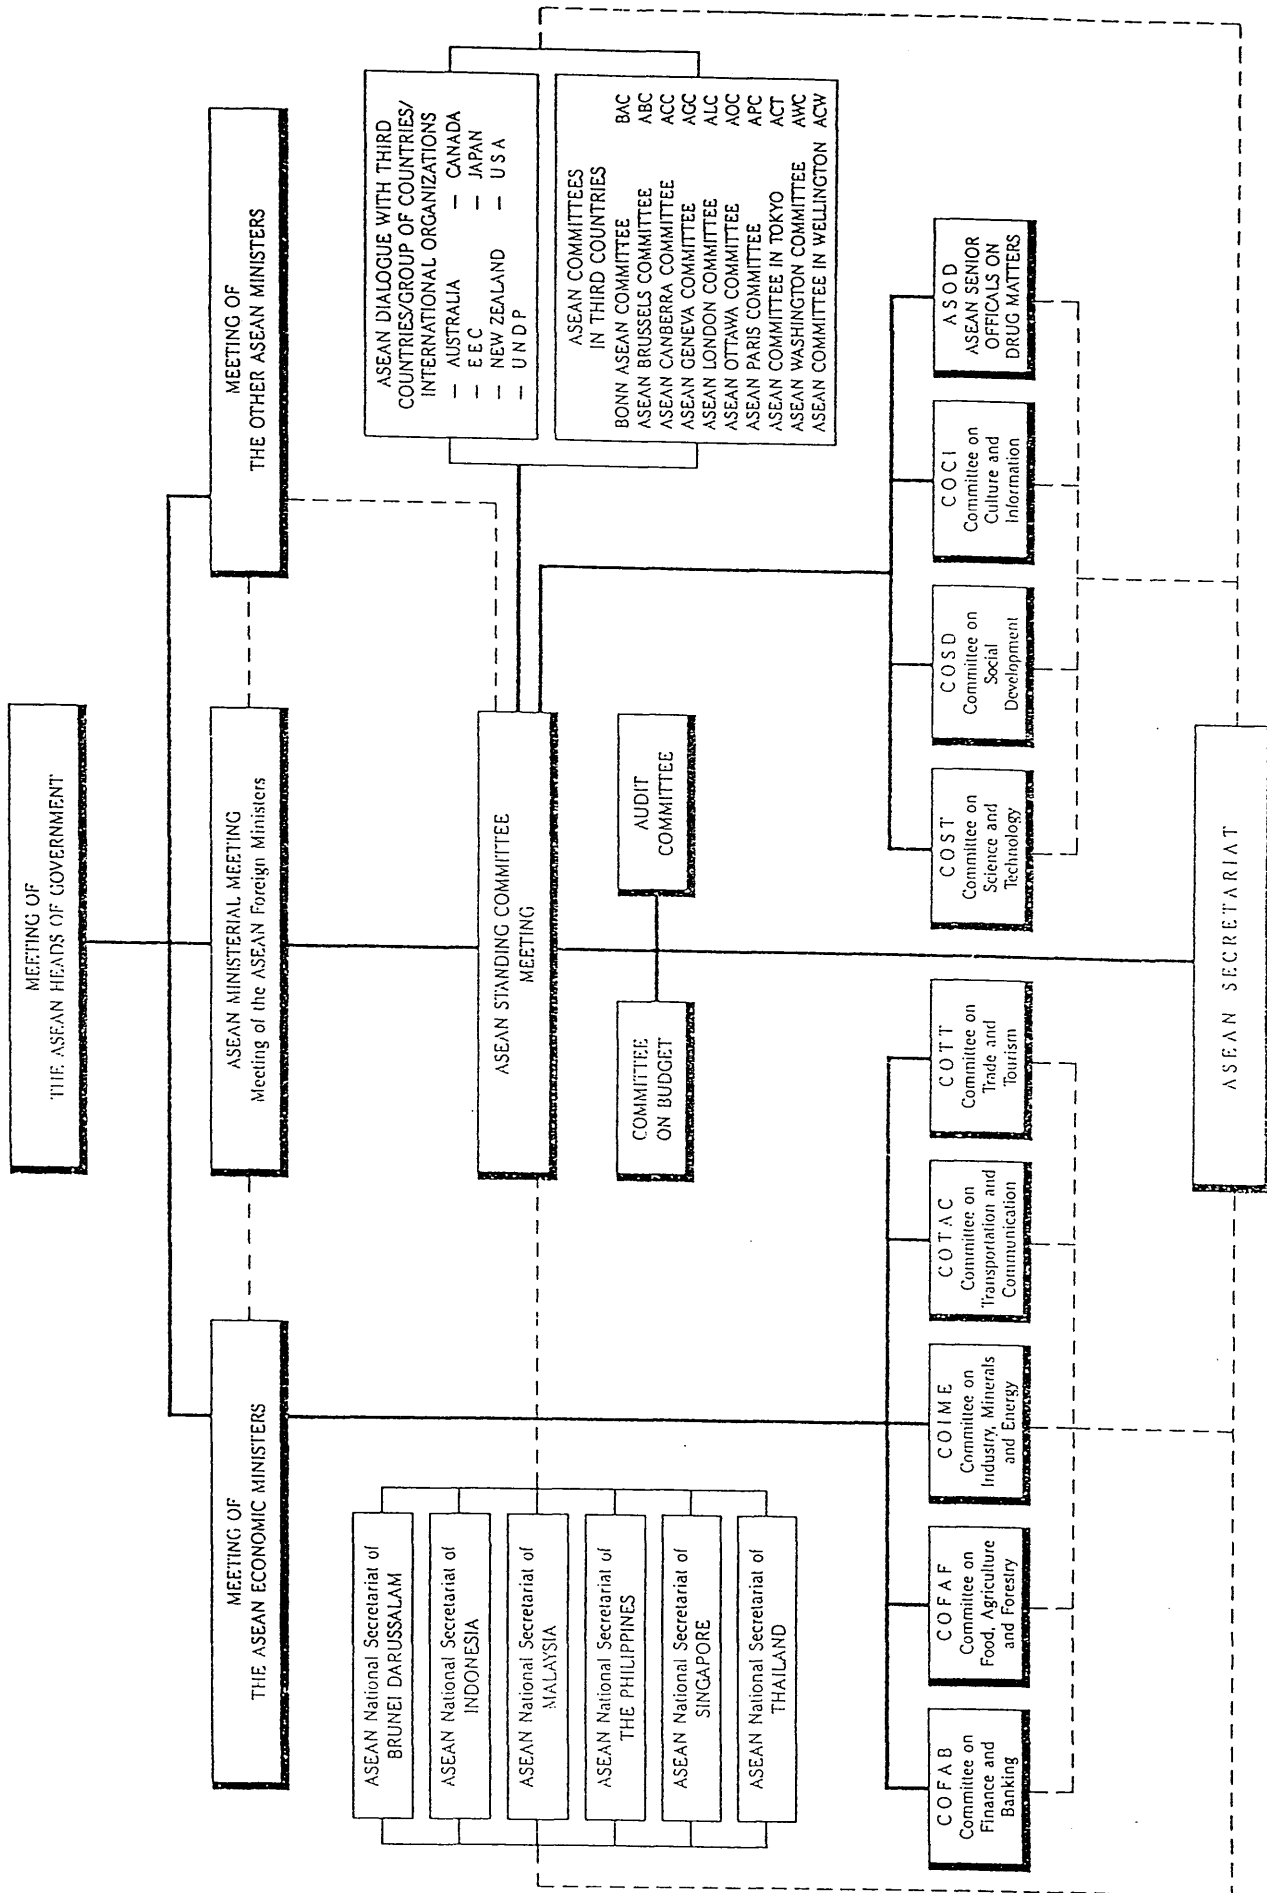 MEETING OF
THE ASEAN HEADS OF GOVERNMENT
MEETING OF
THE ASEAN ECONOMIC MINISTERS
ASEAN MINISTERIAL MEETING
Meeting of the ASEAN Foreign Ministers
MEETING OF
THE OTHER ASEAN MINISTERS
ASEAN National Secretariat of
BRUNEI DARUSSALAM
ASEAN National Secretariat of
INDONESIA
ASEAN National Secretariat of
MALAYSIA
ASEAN National Secretariat of
THE PHILIPPINES
ASEAN National Secretariat of
SINGAPORE
ASEAN National Secretariat of
THAILAND
ASEAN STANDING COMMITTEE
MEETING
COMMITTEE
ON BUDGET
AUDIT
COMMITTEE
ASEAN DIALOGUE WITH THIRD
COUNTRIES/GROUP OF COUNTRIES/
INTERNATIONAL ORGANIZATIONS
— AUSTRALIA — CANADA
— EEC — JAPAN
— NEW ZEALAND — USA
— UNDP
ASEAN COMMITTEES
IN THIRD COUNTRIES
BONN ASEAN COMMITTEE BAC
ASEAN BRUSSELS COMMITTEE ABC
ASEAN CANBERRA COMMITTEE ACC
ASEAN GENEVA COMMITTEE AGC
ASEAN LONDON COMMITTEE ALC
ASEAN OTTAWA COMMITTEE AOC
ASEAN PARIS COMMITTEE APC
ASEAN COMMITTEE IN TOKYO ACT
ASEAN WASHINGTON COMMITTEE AWC
ASEAN COMMITTEE IN WELLINGTON ACW
COFAB
Committee on
Finance and
Banking
COFAF
Committee on
Food, Agriculture
and Forestry
COIME
Committee on
Industry, Minerals
and Energy
COTAC
Committee on
Transportation and
Communication
COTT
Committee on
Trade and
Tourism
COST
Committee on
Science and
Technology
COSD
Committee on
Social
Development
COCI
Committee on
Culture and
Information
ASOD
ASEAN SENIOR
OFFICALS ON
DRUG MATTERS
ASEAN SECRETARIAT